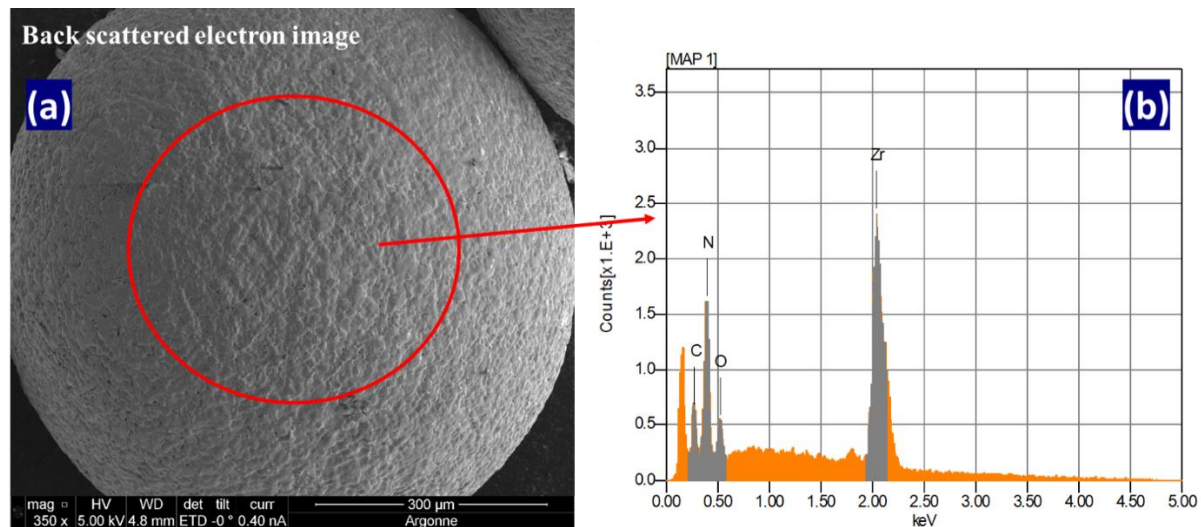 Back scattered electron image
(a)
mag □ HV WD det tilt curr
350 x 5.00 kV 4.8 mm ETD -0 ° 0.40 nA
300 µm
Argonne
[MAP 1]
(b)
Counts[x1.E+3]
3.5
3.0
2.5
2.0
1.5
1.0
0.5
0.0
Zr
N
C
O
0.00 0.50 1.00 1.50 2.00 2.50 3.00 3.50 4.00 4.50 5.00
keV